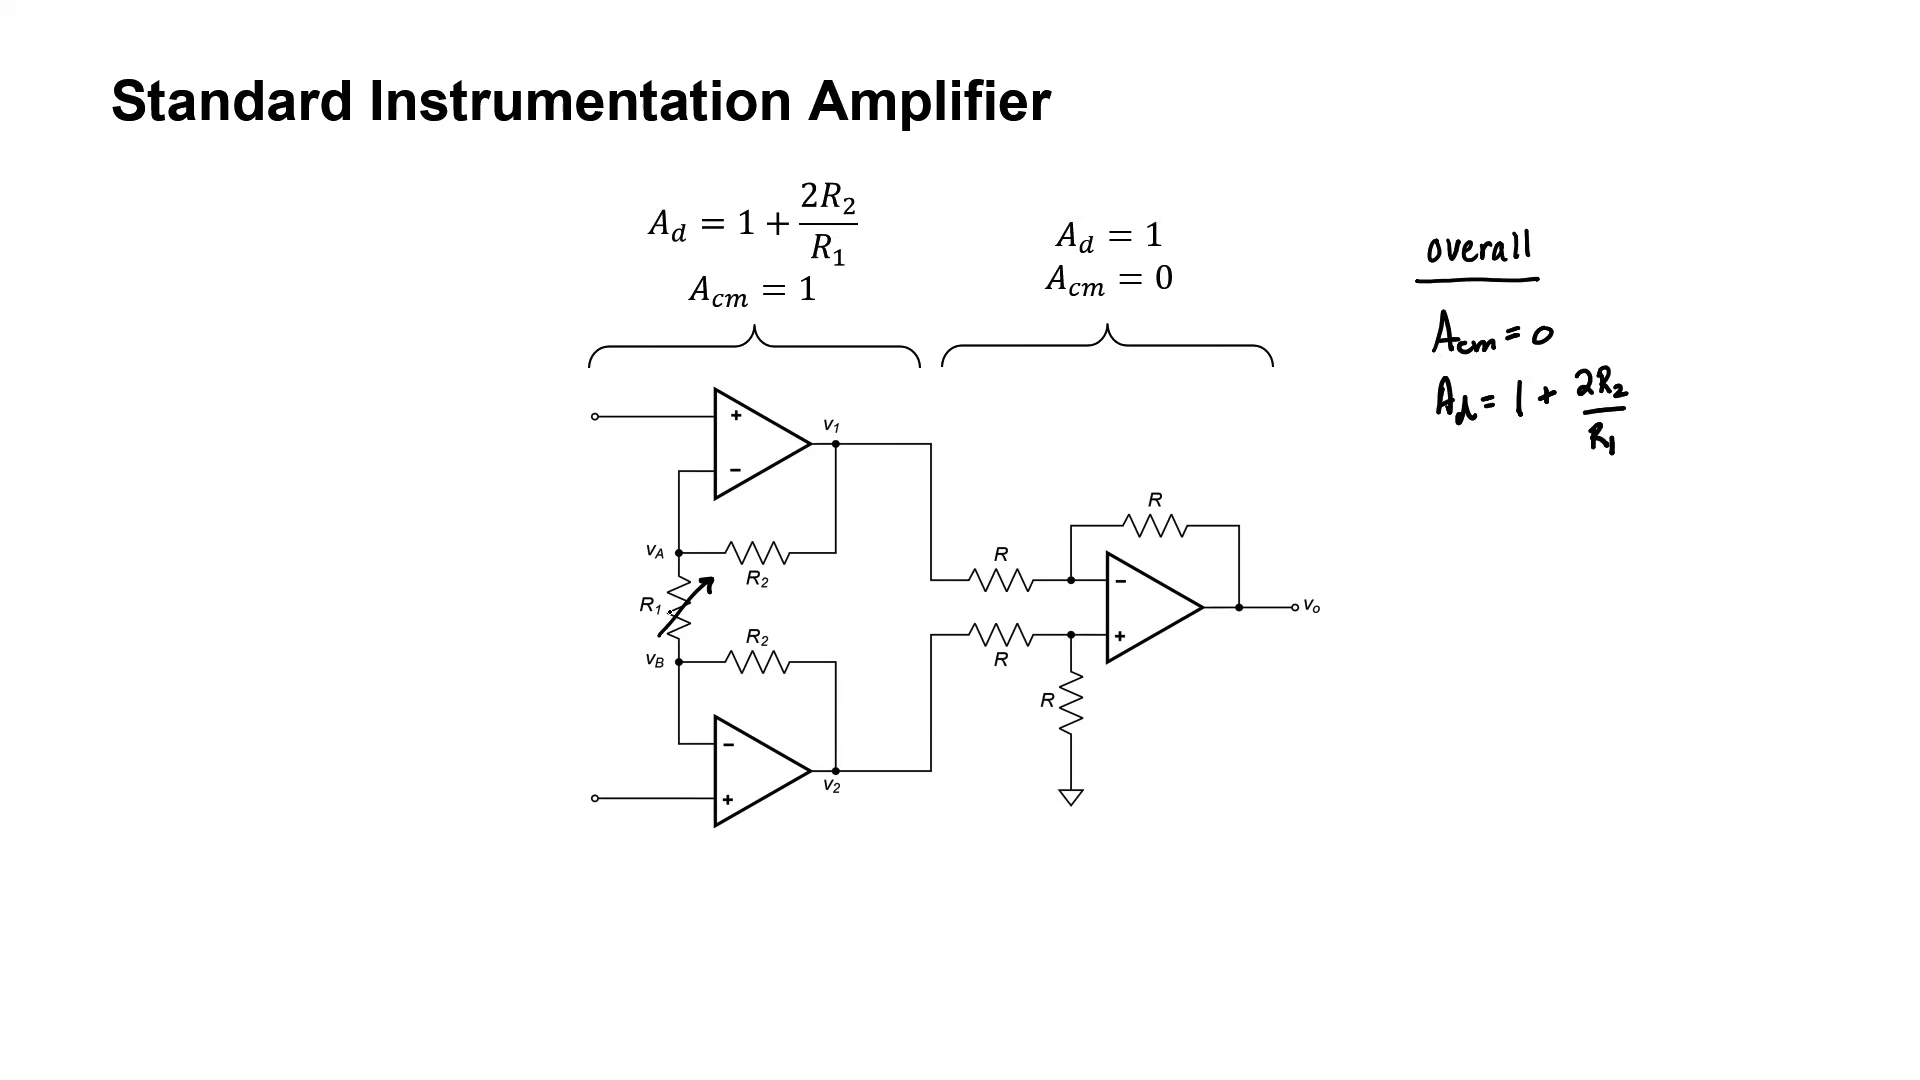 Standard Instrumentation Amplifier
A_d = 1 + 2R_2/R_1
A_cm = 1
A_d = 1
A_cm = 0
overall
A_cm = 0
A_d = 1 + 2R_2/R_1
+
v_1
−
R
v_A
R_2
R
R_1
−
v_o
R_2
+
v_B
R
R
−
v_2
+